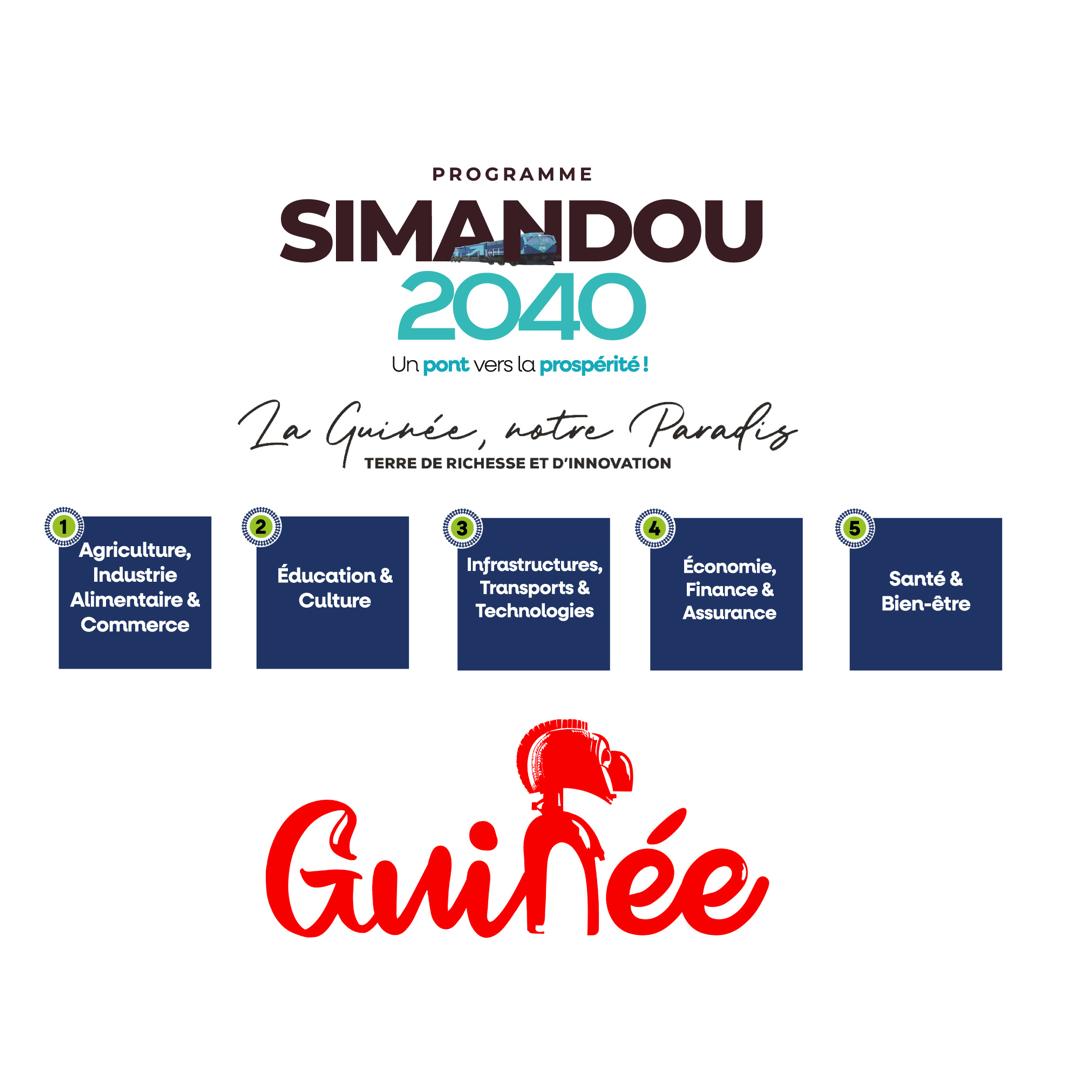 PROGRAMME
SIMANDOU
2040
Un pont vers la prospérité !
La Guinée, notre Paradis
TERRE DE RICHESSE ET D'INNOVATION
1
Agriculture,
Industrie
Alimentaire &
Commerce
2
Éducation &
Culture
3
Infrastructures,
Transports &
Technologies
4
Économie,
Finance &
Assurance
5
Santé &
Bien-être
Guinée